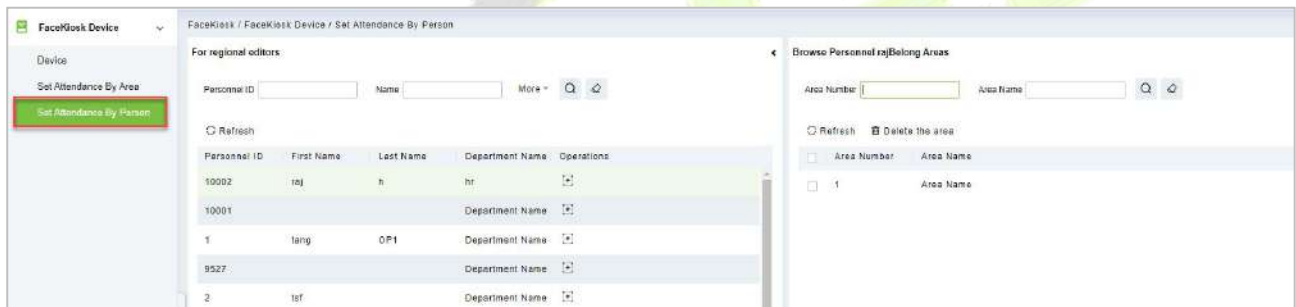 FaceKiosk Device
Device
Set Attendance By Area
Set Attendance By Person
FaceKiosk / FaceKiosk Device / Set Attendance By Person
For regional editors
Personnel ID Name More
Refresh
Personnel ID First Name Last Name Department Name Operations
10002 raj h hr
10001 Department Name
1 tang OP1 Department Name
9527 Department Name
2 tsf Department Name
Browse Personnel rajBelong Areas
Area Number Area Name
Refresh Delete the area
Area Number Area Name
1 Area Name